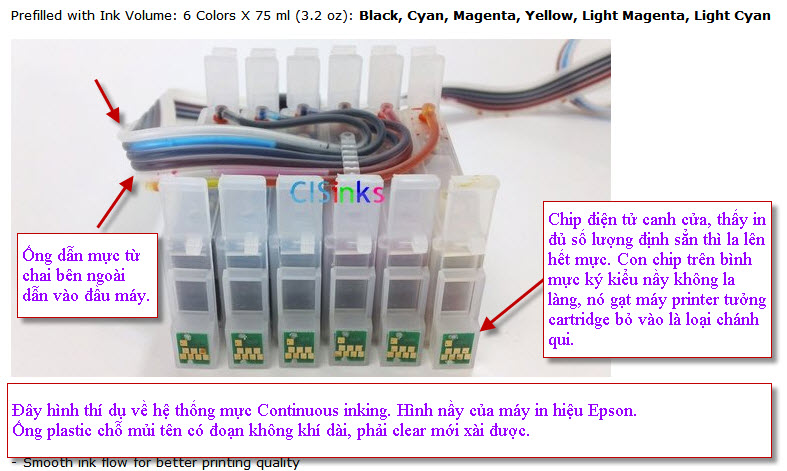 Prefilled with Ink Volume: 6 Colors X 75 ml (3.2 oz): Black, Cyan, Magenta, Yellow, Light Magenta, Light Cyan
CISinks
Ống dẫn mực từ
chai bên ngoài
dẫn vào đầu máy.
Chip điện tử canh cửa, thấy in
đủ số lượng định sẳn thì la lên
hết mực. Con chip trên bình
mực ký kiểu nầy không la
làng, nó gạt máy printer tưởng
cartridge bỏ vào là loại chánh
qui.
Đây hình thí dụ về hệ thống mực Continuous inking. Hình nầy của máy in hiệu Epson.
Ống plastic chỗ mủi tên có đoạn không khí dài, phải clear mới xài được.
- Smooth ink flow for better printing quality